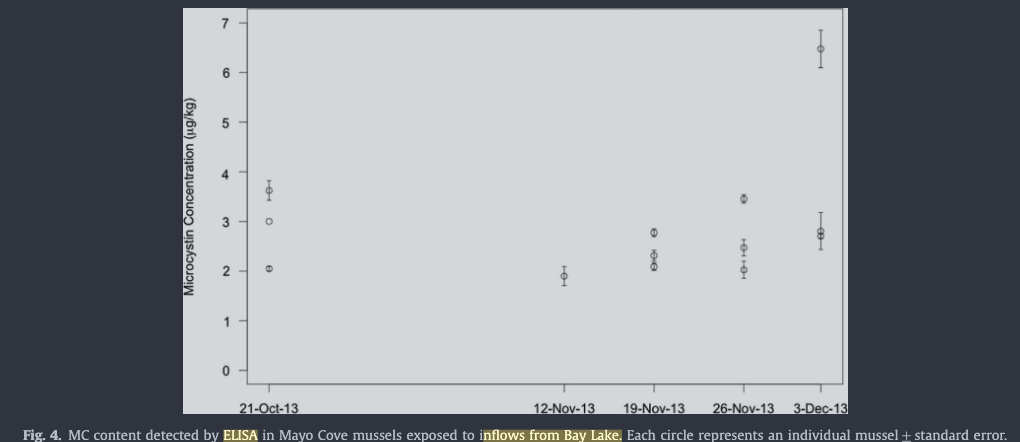 7
6
5
4
3
2
1
0
Microcystin Concentration (µg/kg)
21-Oct-13 12-Nov-13 19-Nov-13 26-Nov-13 3-Dec-13
Fig. 4. MC content detected by ELISA in Mayo Cove mussels exposed to inflows from Bay Lake. Each circle represents an individual mussel ± standard error.